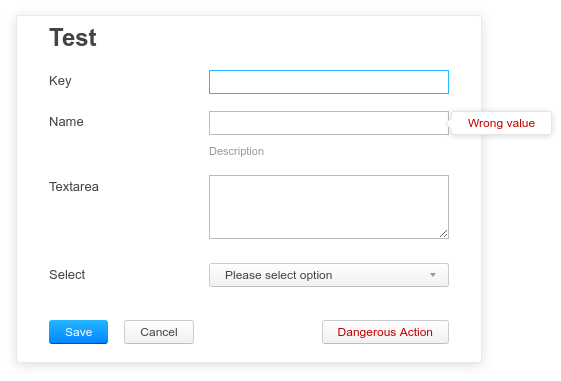 Test
Key
Name
Wrong value
Description
Textarea
Select
Please select option
Save
Cancel
Dangerous Action